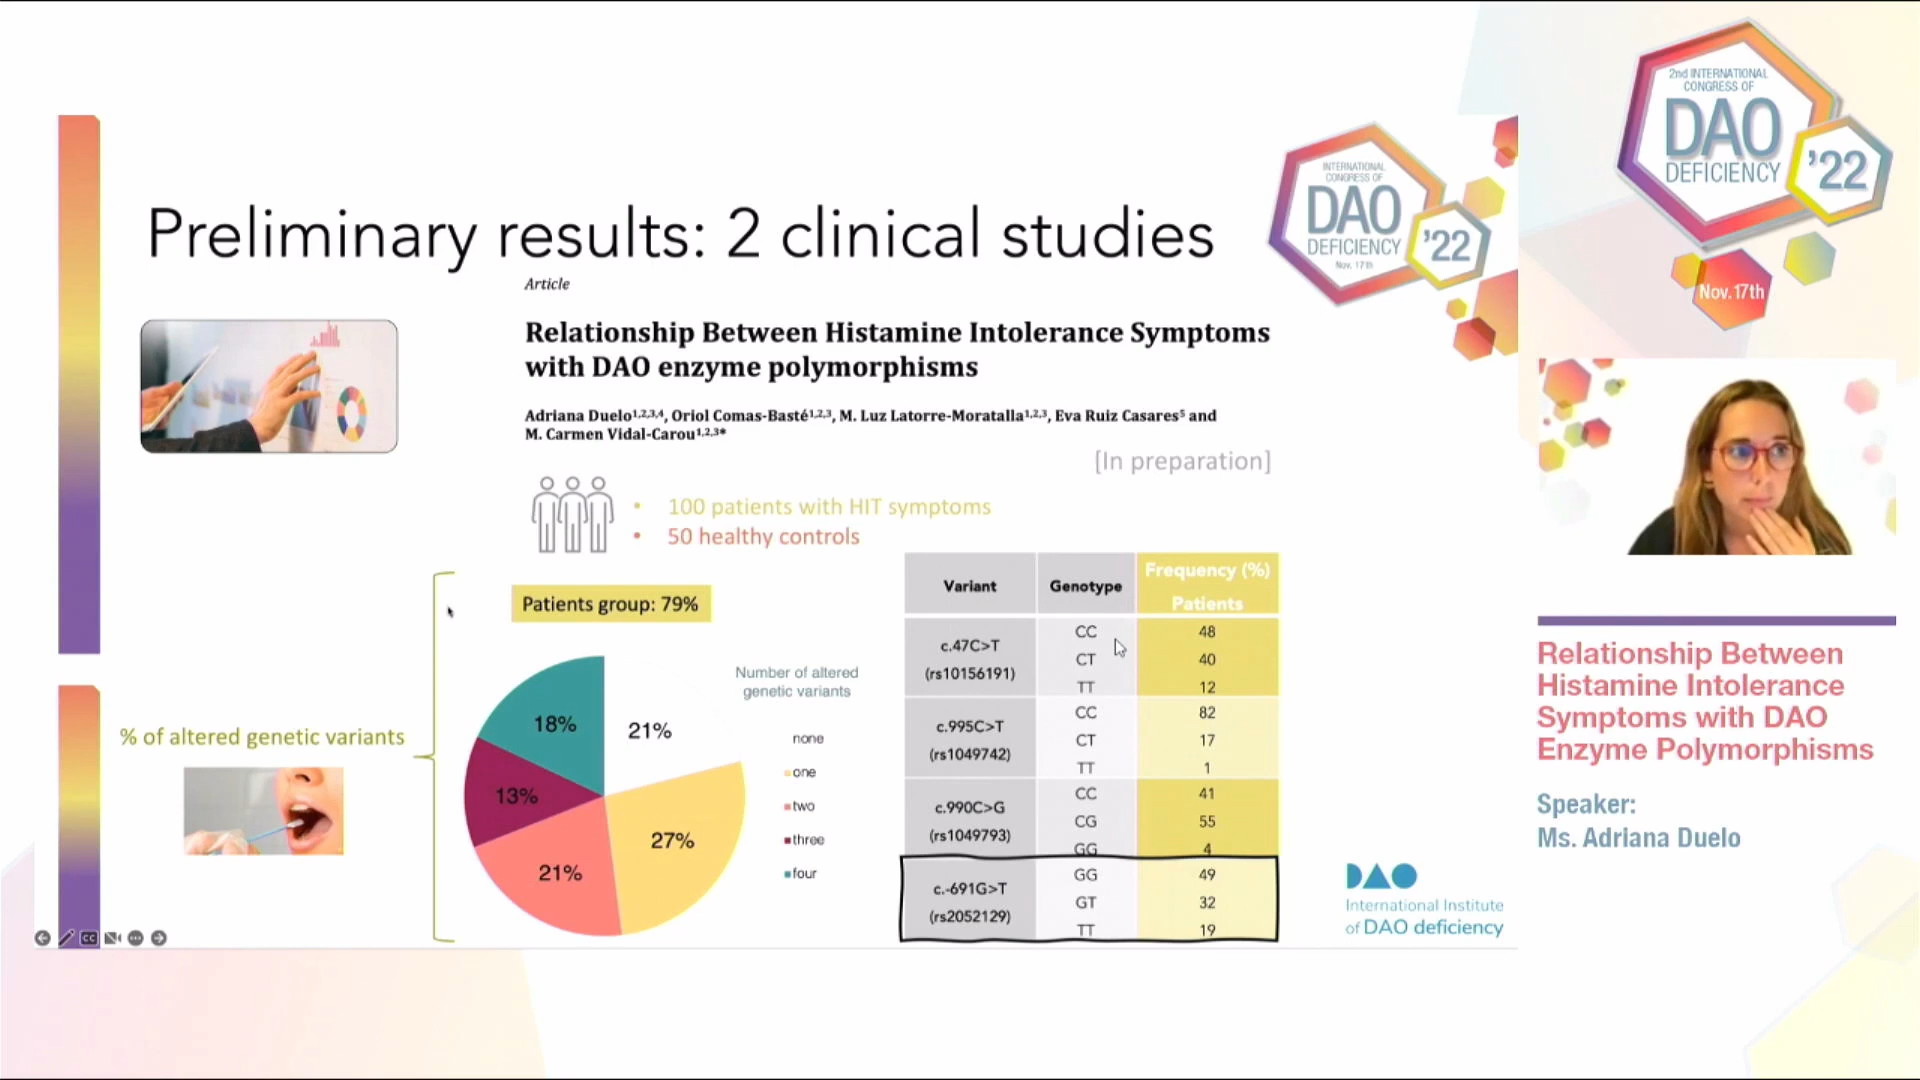 Preliminary results: 2 clinical studies
Article
Relationship Between Histamine Intolerance Symptoms
with DAO enzyme polymorphisms
Adriana Duelo1,2,3,4, Oriol Comas-Basté1,2,3, M. Luz Latorre-Moratalla1,2,3, Eva Ruiz Casares5 and
M. Carmen Vidal-Carou1,2,3*
[In preparation]
• 100 patients with HIT symptoms
• 50 healthy controls
Patients group: 79%
% of altered genetic variants
Number of altered
genetic variants
none
one
two
three
four
21%
27%
21%
13%
18%
Variant Genotype Frequency (%)
Patients
c.47C>T
(rs10156191)
CC 48
CT 40
TT 12
c.995C>T
(rs1049742)
CC 82
CT 17
TT 1
c.990C>G
(rs1049793)
CC 41
CG 55
GG 4
c.-691G>T
(rs2052129)
GG 49
GT 32
TT 19
INTERNATIONAL
CONGRESS OF
DAO
DEFICIENCY
'22
Nov. 17th
DAO
International Institute
of DAO deficiency
CC
2nd INTERNATIONAL
CONGRESS OF
DAO
DEFICIENCY
'22
Nov.17th
Relationship Between
Histamine Intolerance
Symptoms with DAO
Enzyme Polymorphisms
Speaker:
Ms. Adriana Duelo